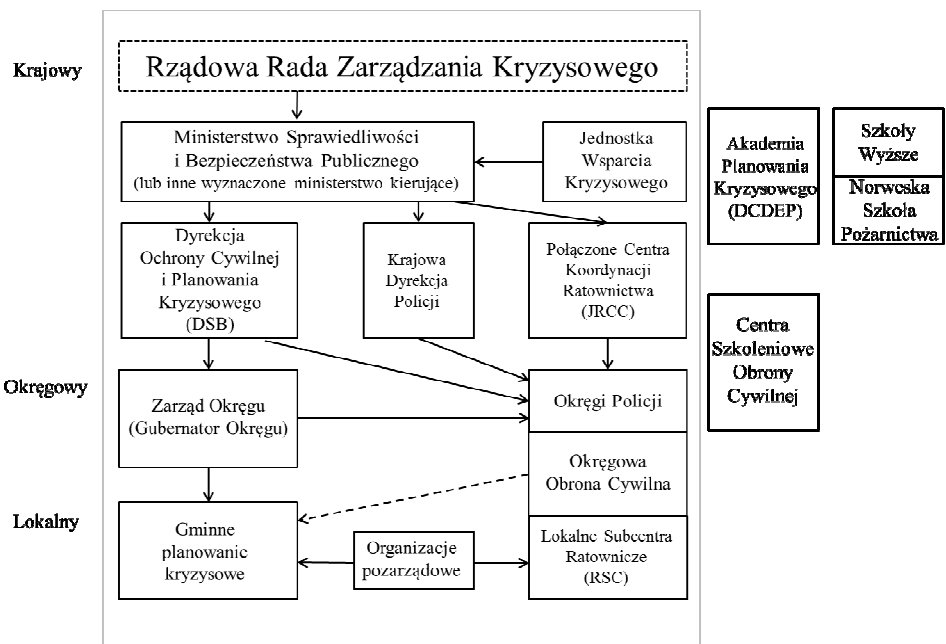 Krajowy
Rządowa Rada Zarządzania Kryzysowego
Ministerstwo Sprawiedliwości
i Bezpieczeństwa Publicznego
(lub inne wyznaczone ministerstwo kierujące)
Jednostka
Wsparcia
Kryzysowego
Akademia
Planowania
Kryzysowego
(DCDEP)
Szkoły
Wyższe
Norweska
Szkoła
Pożarnictwa
Dyrekcja
Ochrony Cywilnej
i Planowania
Kryzysowego
(DSB)
Krajowa
Dyrekcja
Policji
Połączone Centra
Koordynacji
Ratownictwa
(JRCC)
Centra
Szkoleniowe
Obrony
Cywilnej
Okręgowy
Zarząd Okręgu
(Gubernator Okręgu)
Okręgi Policji
Okręgowa
Obrona Cywilna
Lokalny
Gminne
planowanie
kryzysowe
Organizacje
pozarządowe
Lokalne Subcentra
Ratownicze
(RSC)